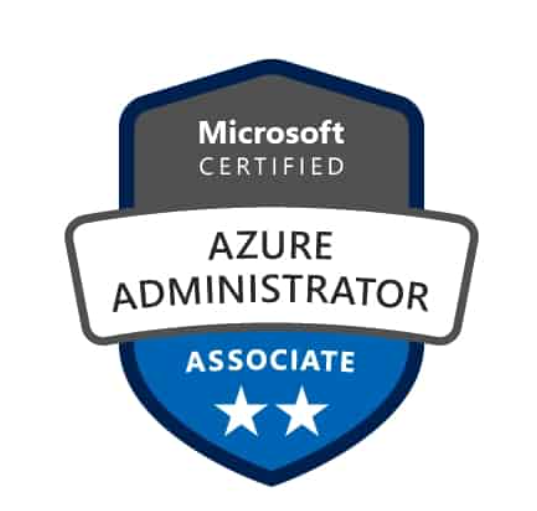 Microsoft
CERTIFIED
AZURE
ADMINISTRATOR
ASSOCIATE